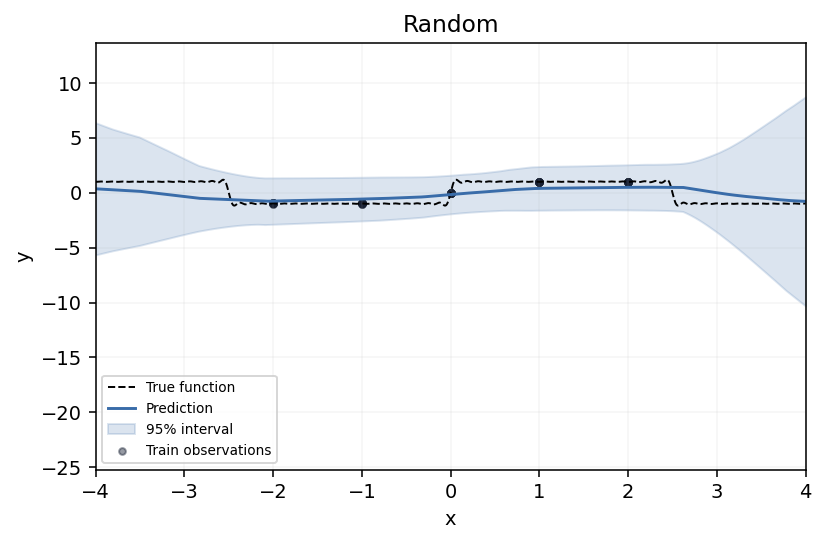 Random
10
5
0
−5
−10
−15
−20
−25
y
True function
Prediction
95% interval
Train observations
−4 −3 −2 −1 0 1 2 3 4
x